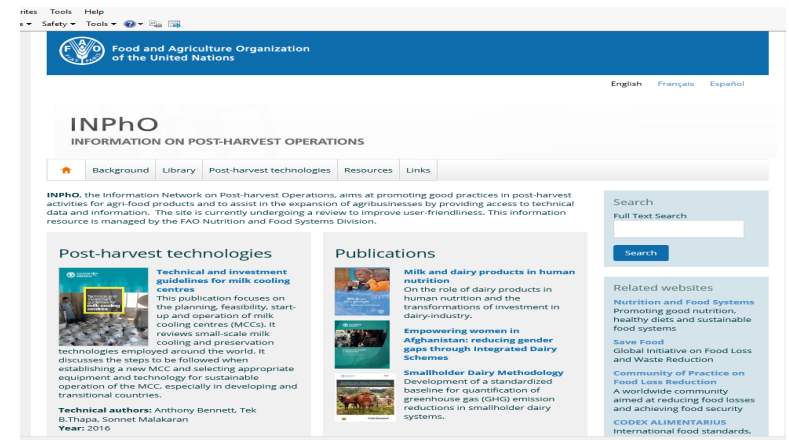 rites Tools Help
Safety Tools
Food and Agriculture Organization
of the United Nations
English Français Español
INPhO
INFORMATION ON POST-HARVEST OPERATIONS
Background Library Post-harvest technologies Resources Links
INPhO, the Information Network on Post-harvest Operations, aims at promoting good practices in post-harvest
activities for agri-food products and to assist in the expansion of agribusinesses by providing access to technical
data and information. The site is currently undergoing a review to improve user-friendliness. This information
resource is managed by the FAO Nutrition and Food Systems Division.
Post-harvest technologies
Technical and investment
guidelines for milk cooling
centres
This publication focuses on
the planning, feasibility, start-
up and operation of milk
cooling centres (MCCs). It
reviews small-scale milk
cooling and preservation
technologies employed around the world. It
discusses the steps to be followed when
establishing a new MCC and selecting appropriate
equipment and technology for sustainable
operation of the MCC, especially in developing and
transitional countries.
Technical authors: Anthony Bennett, Tek
B.Thapa, Sonnet Malakaran
Year: 2016
Publications
Milk and dairy products in human
nutrition
On the role of dairy products in
human nutrition and the
transformations of investment in
dairy-industry.
Empowering women in
Afghanistan: reducing gender
gaps through Integrated Dairy
Schemes
Smallholder Dairy Methodology
Development of a standardized
baseline for quantification of
greenhouse gas (GHG) emission
reductions in smallholder dairy
systems.
Search
Full Text Search
Search
Related websites
Nutrition and Food Systems
Promoting good nutrition,
healthy diets and sustainable
food systems
Save Food
Global Initiative on Food Loss
and Waste Reduction
Community of Practice on
Food Loss Reduction
A worldwide community
aimed at reducing food losses
and achieving food security
CODEX ALIMENTARIUS
International food standards,